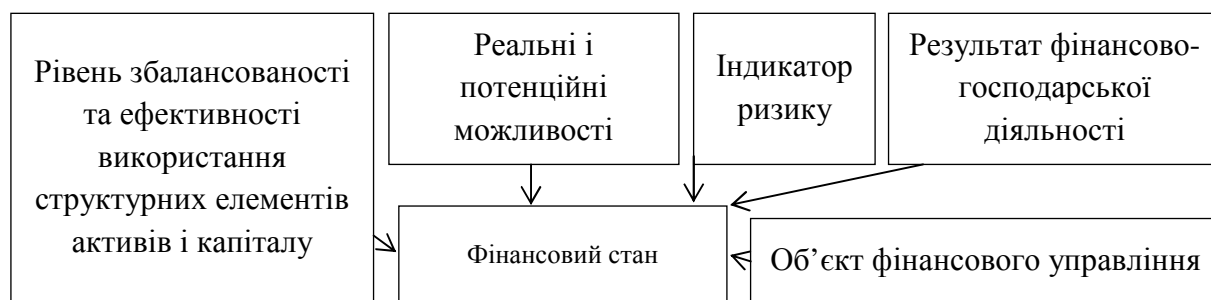 Рівень збалансованості
та ефективності
використання
структурних елементів
активів і капіталу
Реальні і
потенційні
можливості
Індикатор
ризику
Результат фінансово-
господарської
діяльності
Фінансовий стан
Об’єкт фінансового управління